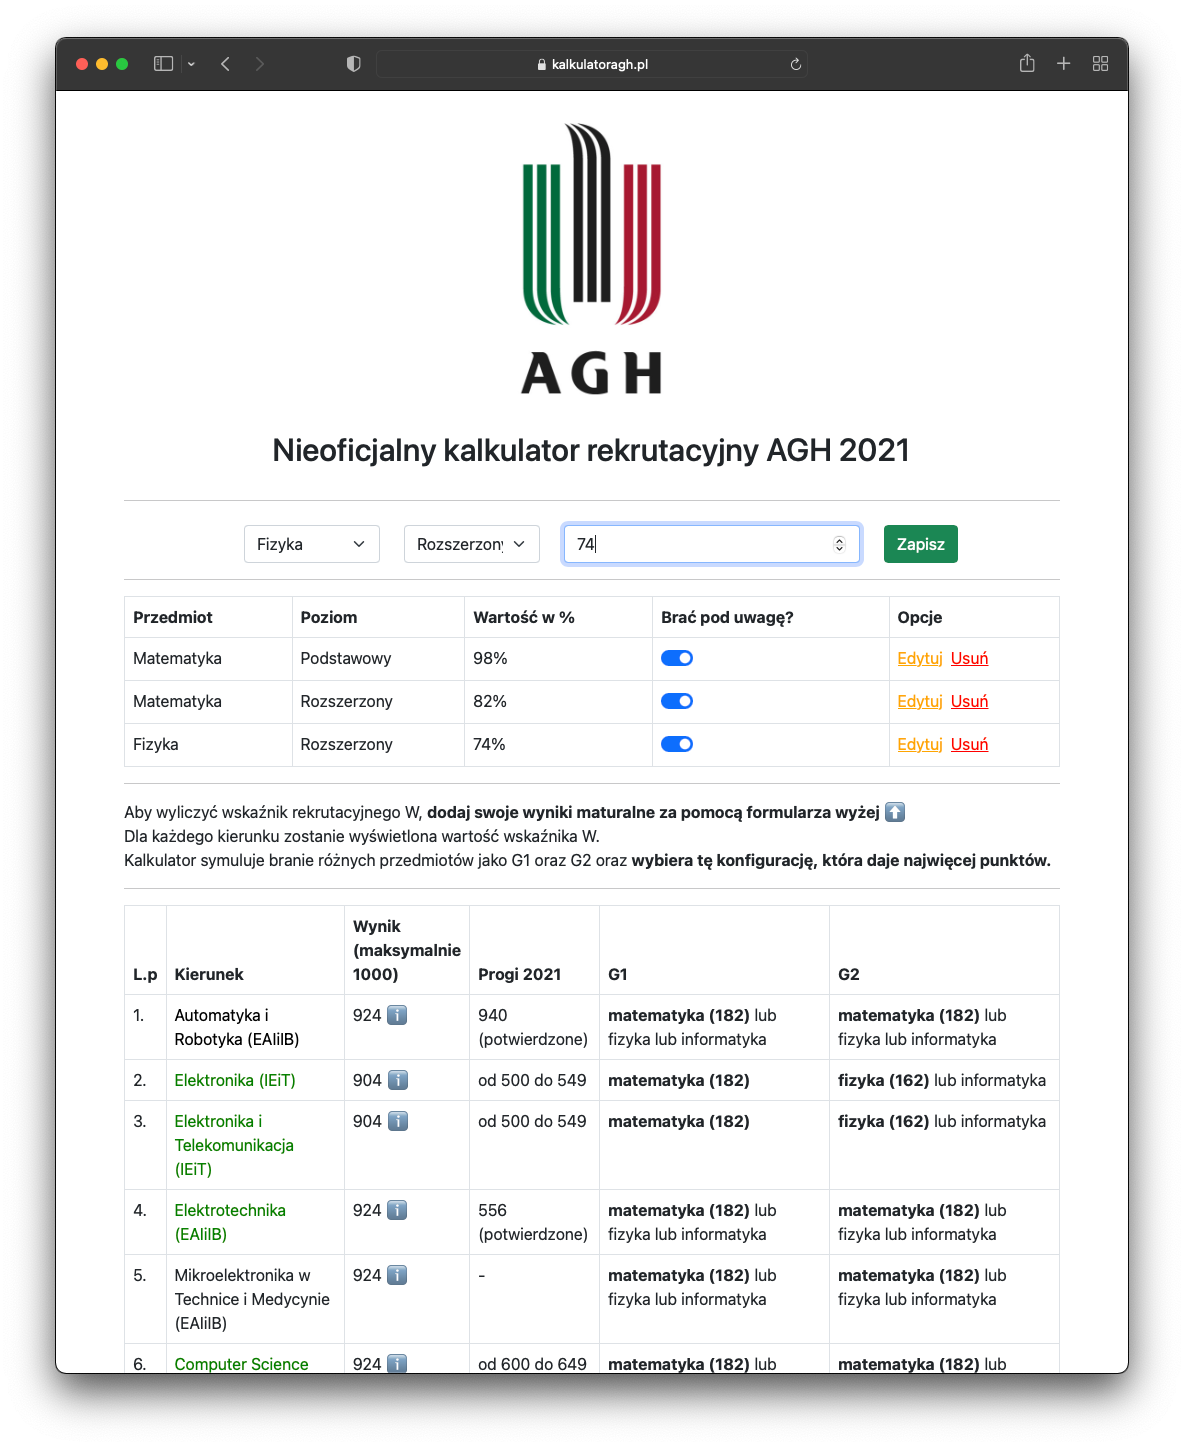 kalkulatoragh.pl
AGH
Nieoficjalny kalkulator rekrutacyjny AGH 2021
Fizyka Rozszerzony 74 Zapisz
Przedmiot Poziom Wartość w % Brać pod uwagę? Opcje
Matematyka Podstawowy 98% Edytuj Usuń
Matematyka Rozszerzony 82% Edytuj Usuń
Fizyka Rozszerzony 74% Edytuj Usuń
Aby wyliczyć wskaźnik rekrutacyjnego W, dodaj swoje wyniki maturalne za pomocą formularza wyżej ⬆️
Dla każdego kierunku zostanie wyświetlona wartość wskaźnika W.
Kalkulator symuluje branie różnych przedmiotów jako G1 oraz G2 oraz wybiera tę konfigurację, która daje najwięcej punktów.
Wynik
(maksymalnie
L.p Kierunek 1000) Progi 2021 G1 G2
1. Automatyka i 924 ℹ️ 940 matematyka (182) lub matematyka (182) lub
Robotyka (EAIiIB) (potwierdzone) fizyka lub informatyka fizyka lub informatyka
2. Elektronika (IEiT) 904 ℹ️ od 500 do 549 matematyka (182) fizyka (162) lub informatyka
3. Elektronika i 904 ℹ️ od 500 do 549 matematyka (182) fizyka (162) lub informatyka
Telekomunikacja
(IEiT)
4. Elektrotechnika 924 ℹ️ 556 matematyka (182) lub matematyka (182) lub
(EAIiIB) (potwierdzone) fizyka lub informatyka fizyka lub informatyka
5. Mikroelektronika w 924 ℹ️ - matematyka (182) lub matematyka (182) lub
Technice i Medycynie fizyka lub informatyka fizyka lub informatyka
(EAIiIB)
6. Computer Science 924 ℹ️ od 600 do 649 matematyka (182) lub matematyka (182) lub